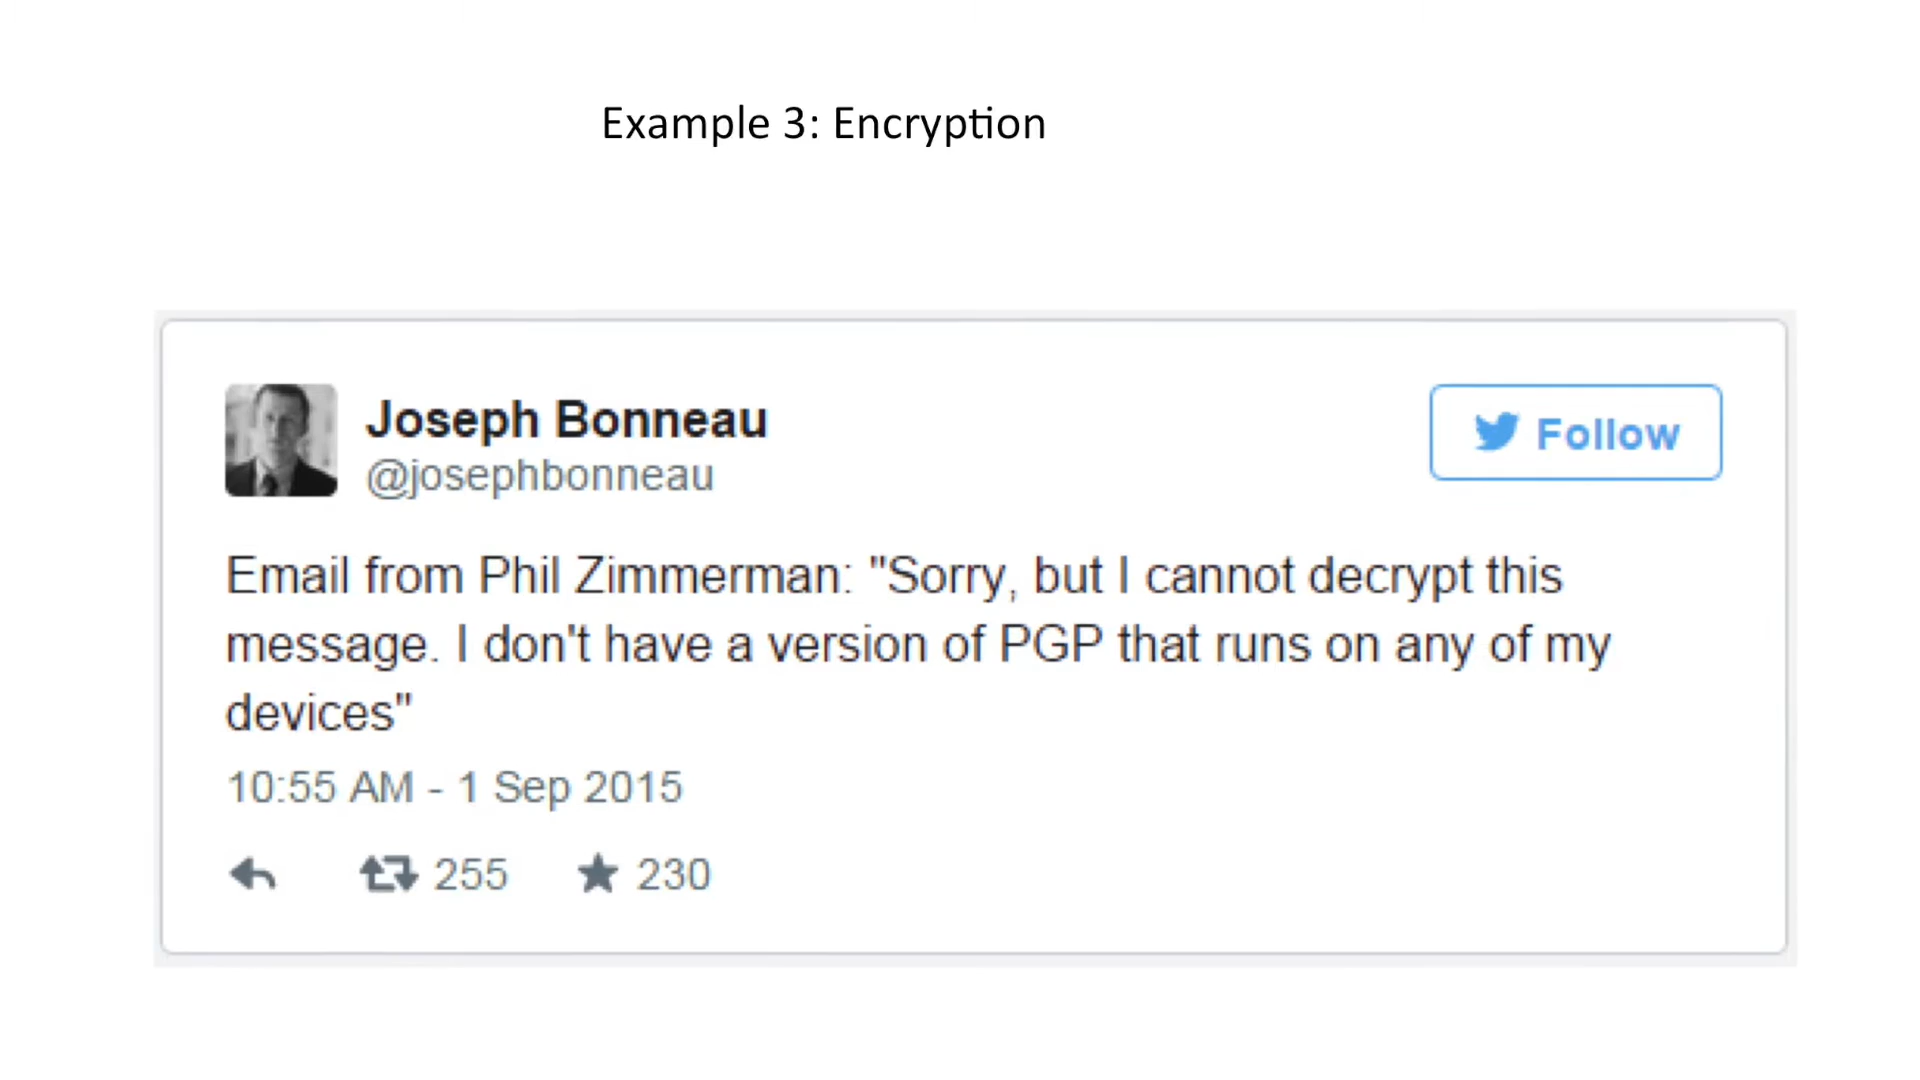 Example 3: Encryption
Joseph Bonneau
@josephbonneau
Follow
Email from Phil Zimmerman: "Sorry, but I cannot decrypt this
message. I don't have a version of PGP that runs on any of my
devices"
10:55 AM - 1 Sep 2015
255 230